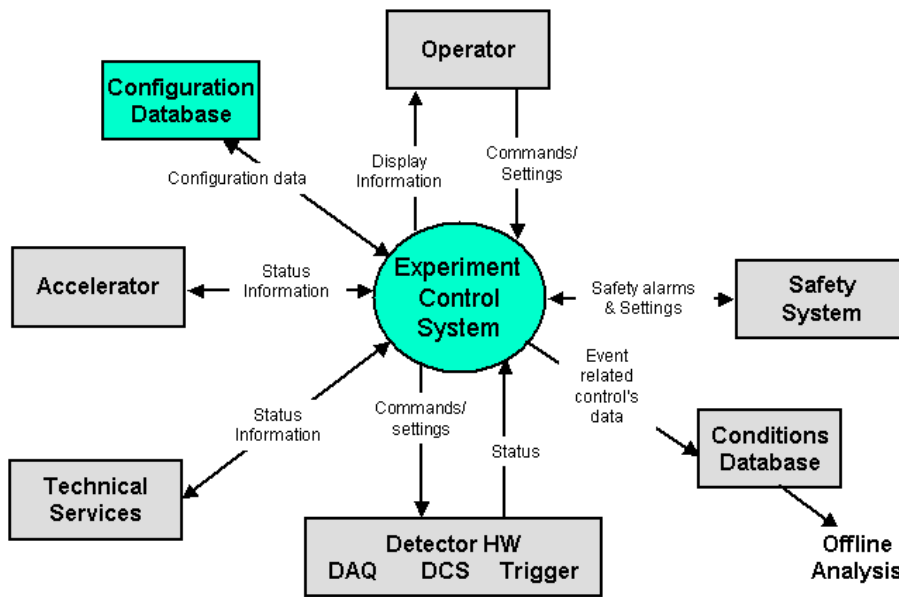 Operator
Configuration
Database
Display
Information
Commands/
Settings
Configuration data
Accelerator
Status
Information
Experiment
Control
System
Safety alarms
& Settings
Safety
System
Event
related
control's
data
Status
Information
Commands/
settings
Status
Conditions
Database
Technical
Services
Detector HW
DAQ DCS Trigger
Offline
Analysis